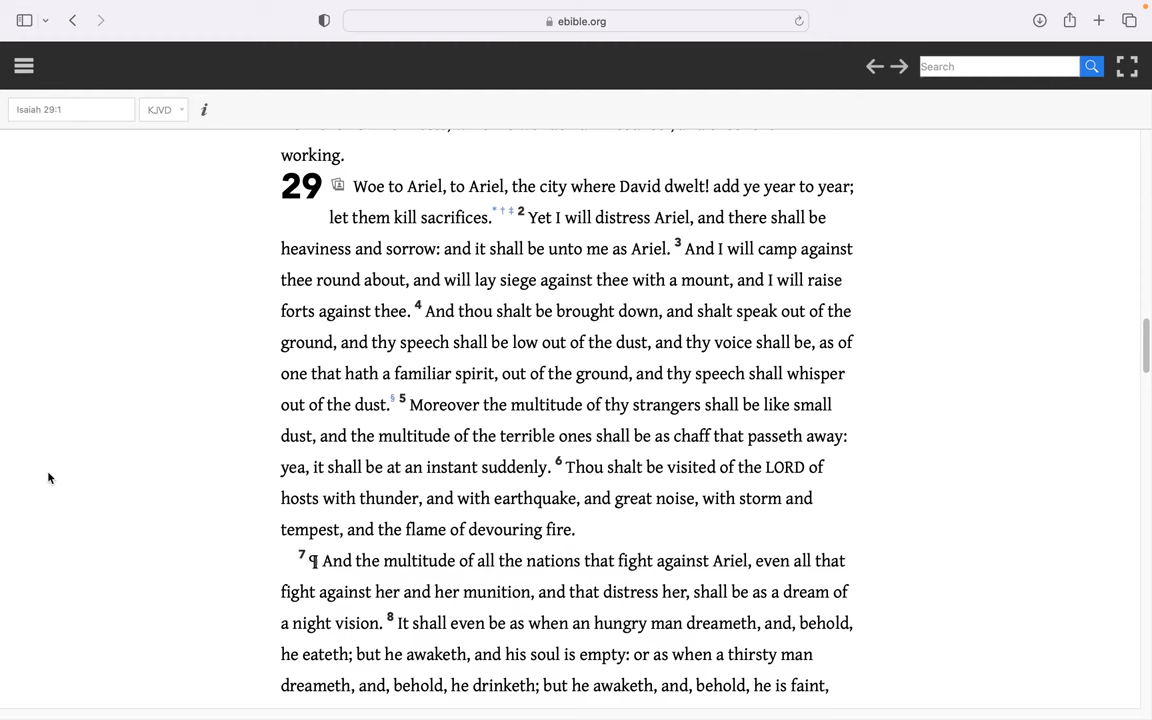 ebible.org
Search
Isaiah 29:1
KJVD
i
working.
29 Woe to Ariel, to Ariel, the city where David dwelt! add ye year to year;
let them kill sacrifices.* † ‡ 2 Yet I will distress Ariel, and there shall be
heaviness and sorrow: and it shall be unto me as Ariel. 3 And I will camp against
thee round about, and will lay siege against thee with a mount, and I will raise
forts against thee. 4 And thou shalt be brought down, and shalt speak out of the
ground, and thy speech shall be low out of the dust, and thy voice shall be, as of
one that hath a familiar spirit, out of the ground, and thy speech shall whisper
out of the dust.§ 5 Moreover the multitude of thy strangers shall be like small
dust, and the multitude of the terrible ones shall be as chaff that passeth away:
yea, it shall be at an instant suddenly. 6 Thou shalt be visited of the LORD of
hosts with thunder, and with earthquake, and great noise, with storm and
tempest, and the flame of devouring fire.
7 ¶ And the multitude of all the nations that fight against Ariel, even all that
fight against her and her munition, and that distress her, shall be as a dream of
a night vision. 8 It shall even be as when an hungry man dreameth, and, behold,
he eateth; but he awaketh, and his soul is empty: or as when a thirsty man
dreameth, and, behold, he drinketh; but he awaketh, and, behold, he is faint,